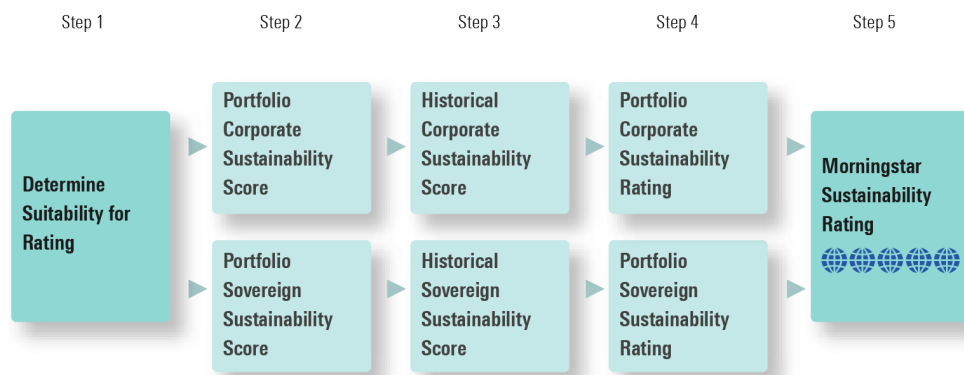 Step 1
Step 2
Step 3
Step 4
Step 5
Determine
Suitability for
Rating
Portfolio
Corporate
Sustainability
Score
Historical
Corporate
Sustainability
Score
Portfolio
Corporate
Sustainability
Rating
Portfolio
Sovereign
Sustainability
Score
Historical
Sovereign
Sustainability
Score
Portfolio
Sovereign
Sustainability
Rating
Morningstar
Sustainability
Rating